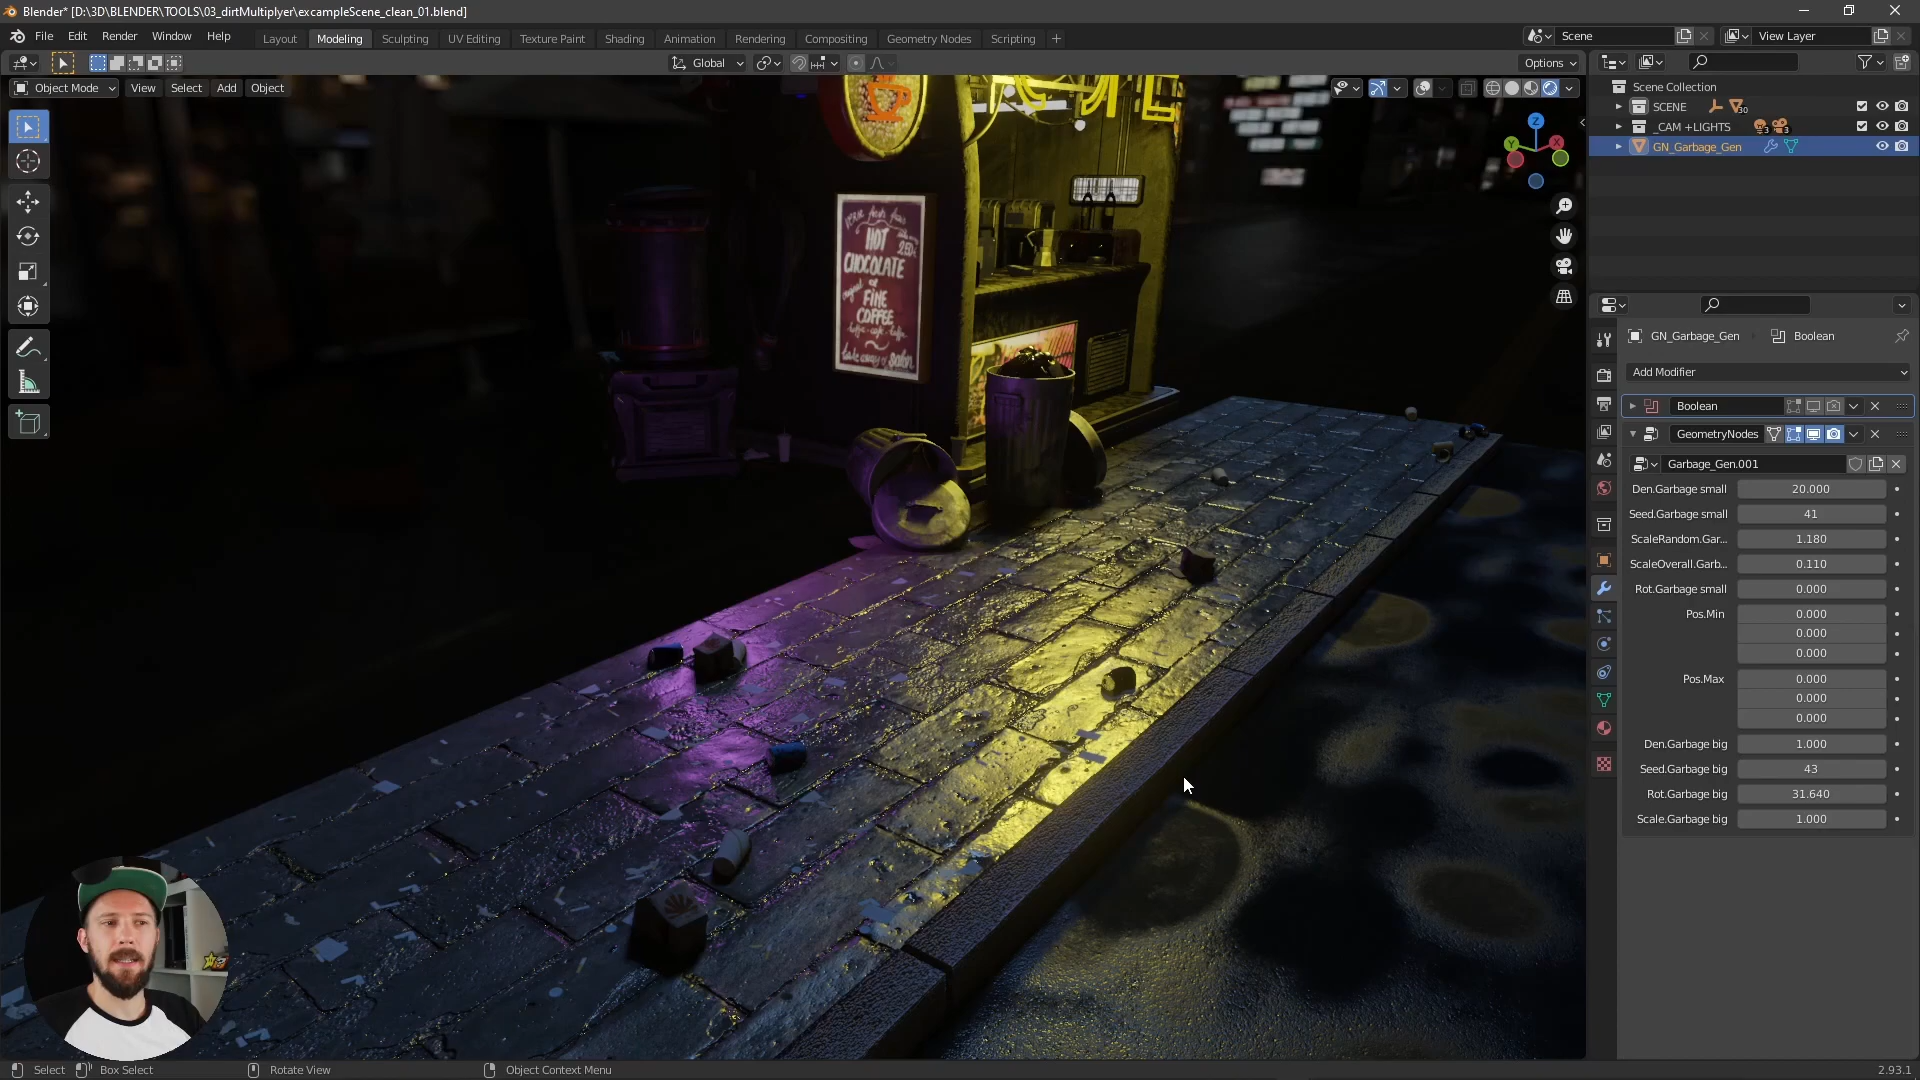 Blender* [D:\3D\BLENDER\TOOLS\03_dirtMultiplyer\excampleScene_clean_01.blend]
File Edit Render Window Help
Layout Modeling Sculpting UV Editing Texture Paint Shading Animation Rendering Compositing Geometry Nodes Scripting +
Scene
View Layer
Global
Options
Object Mode View Select Add Object
Scene Collection
SCENE 30
_CAM +LIGHTS 3 3
GN_Garbage_Gen
Z
Y
X
HOT
CHOCOLATE
FINE
COFFEE
GN_Garbage_Gen Boolean
Add Modifier
Boolean
GeometryNodes
Garbage_Gen.001
Den.Garbage small 20.000
Seed.Garbage small 41
ScaleRandom.Gar... 1.180
ScaleOverall.Garb... 0.110
Rot.Garbage small 0.000
Pos.Min 0.000
0.000
0.000
Pos.Max 0.000
0.000
0.000
Den.Garbage big 1.000
Seed.Garbage big 43
Rot.Garbage big 31.640
Scale.Garbage big 1.000
Select Box Select Rotate View Object Context Menu 2.93.1